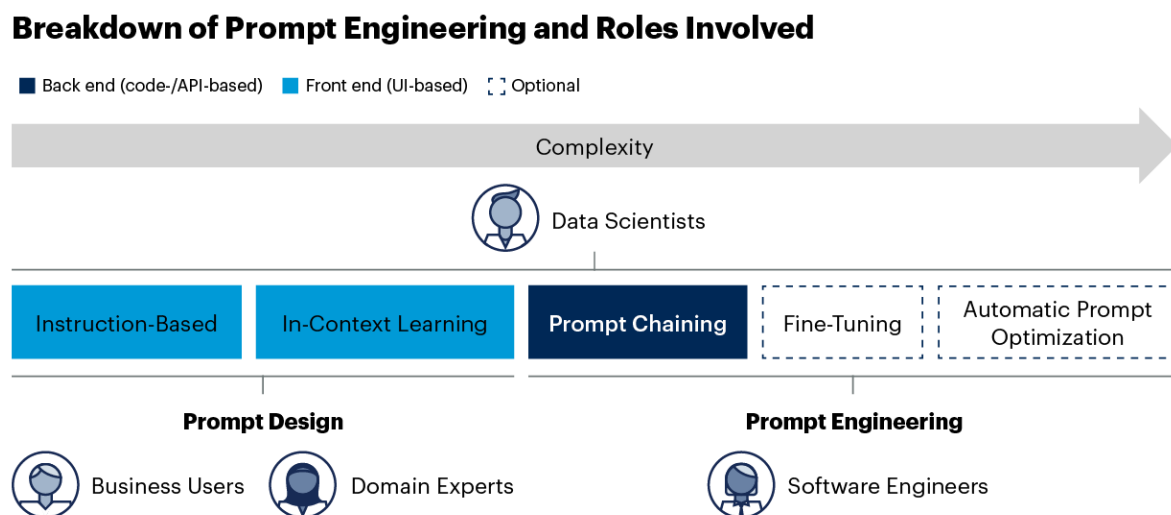 Breakdown of Prompt Engineering and Roles Involved
Back end (code-/API-based) Front end (UI-based) Optional
Complexity
Data Scientists
Instruction-Based In-Context Learning Prompt Chaining Fine-Tuning Automatic Prompt
Optimization
Prompt Design Prompt Engineering
Business Users Domain Experts Software Engineers